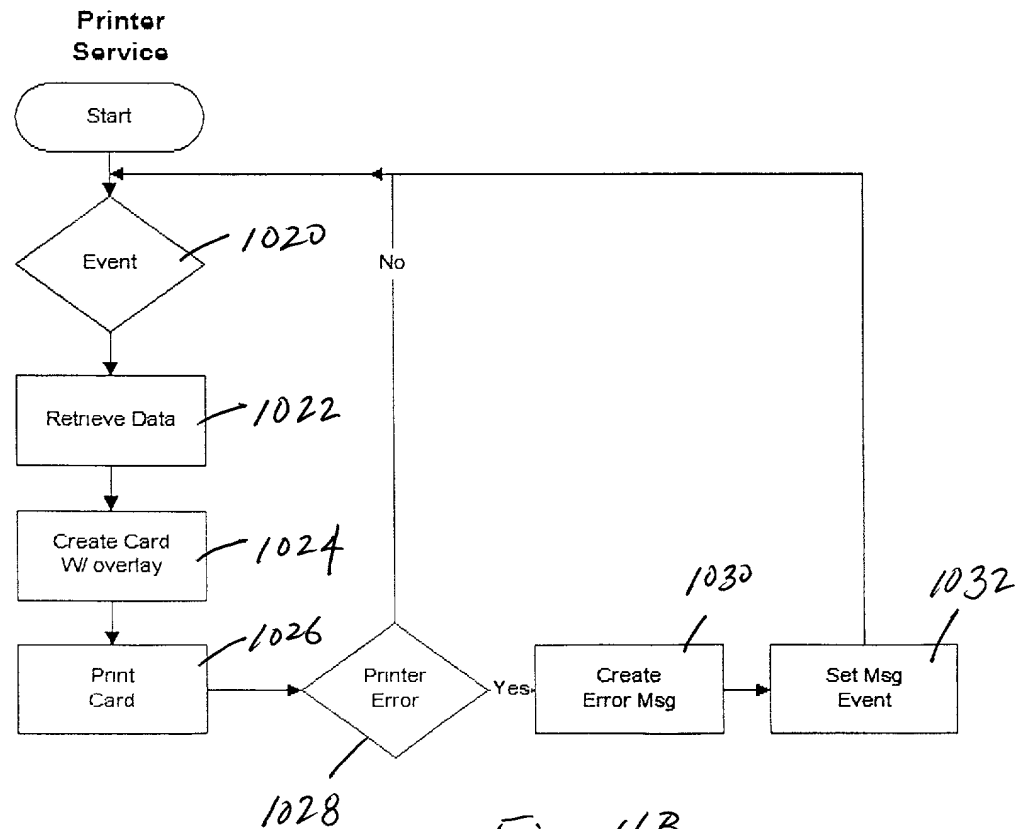 Printer
Service
Start
Event
1020
No
Retrieve Data
1022
Create Card
W/ overlay
1024
Print
Card
1026
Printer
Error
1028
Yes
Create
Error Msg
1030
Set Msg
Event
1032